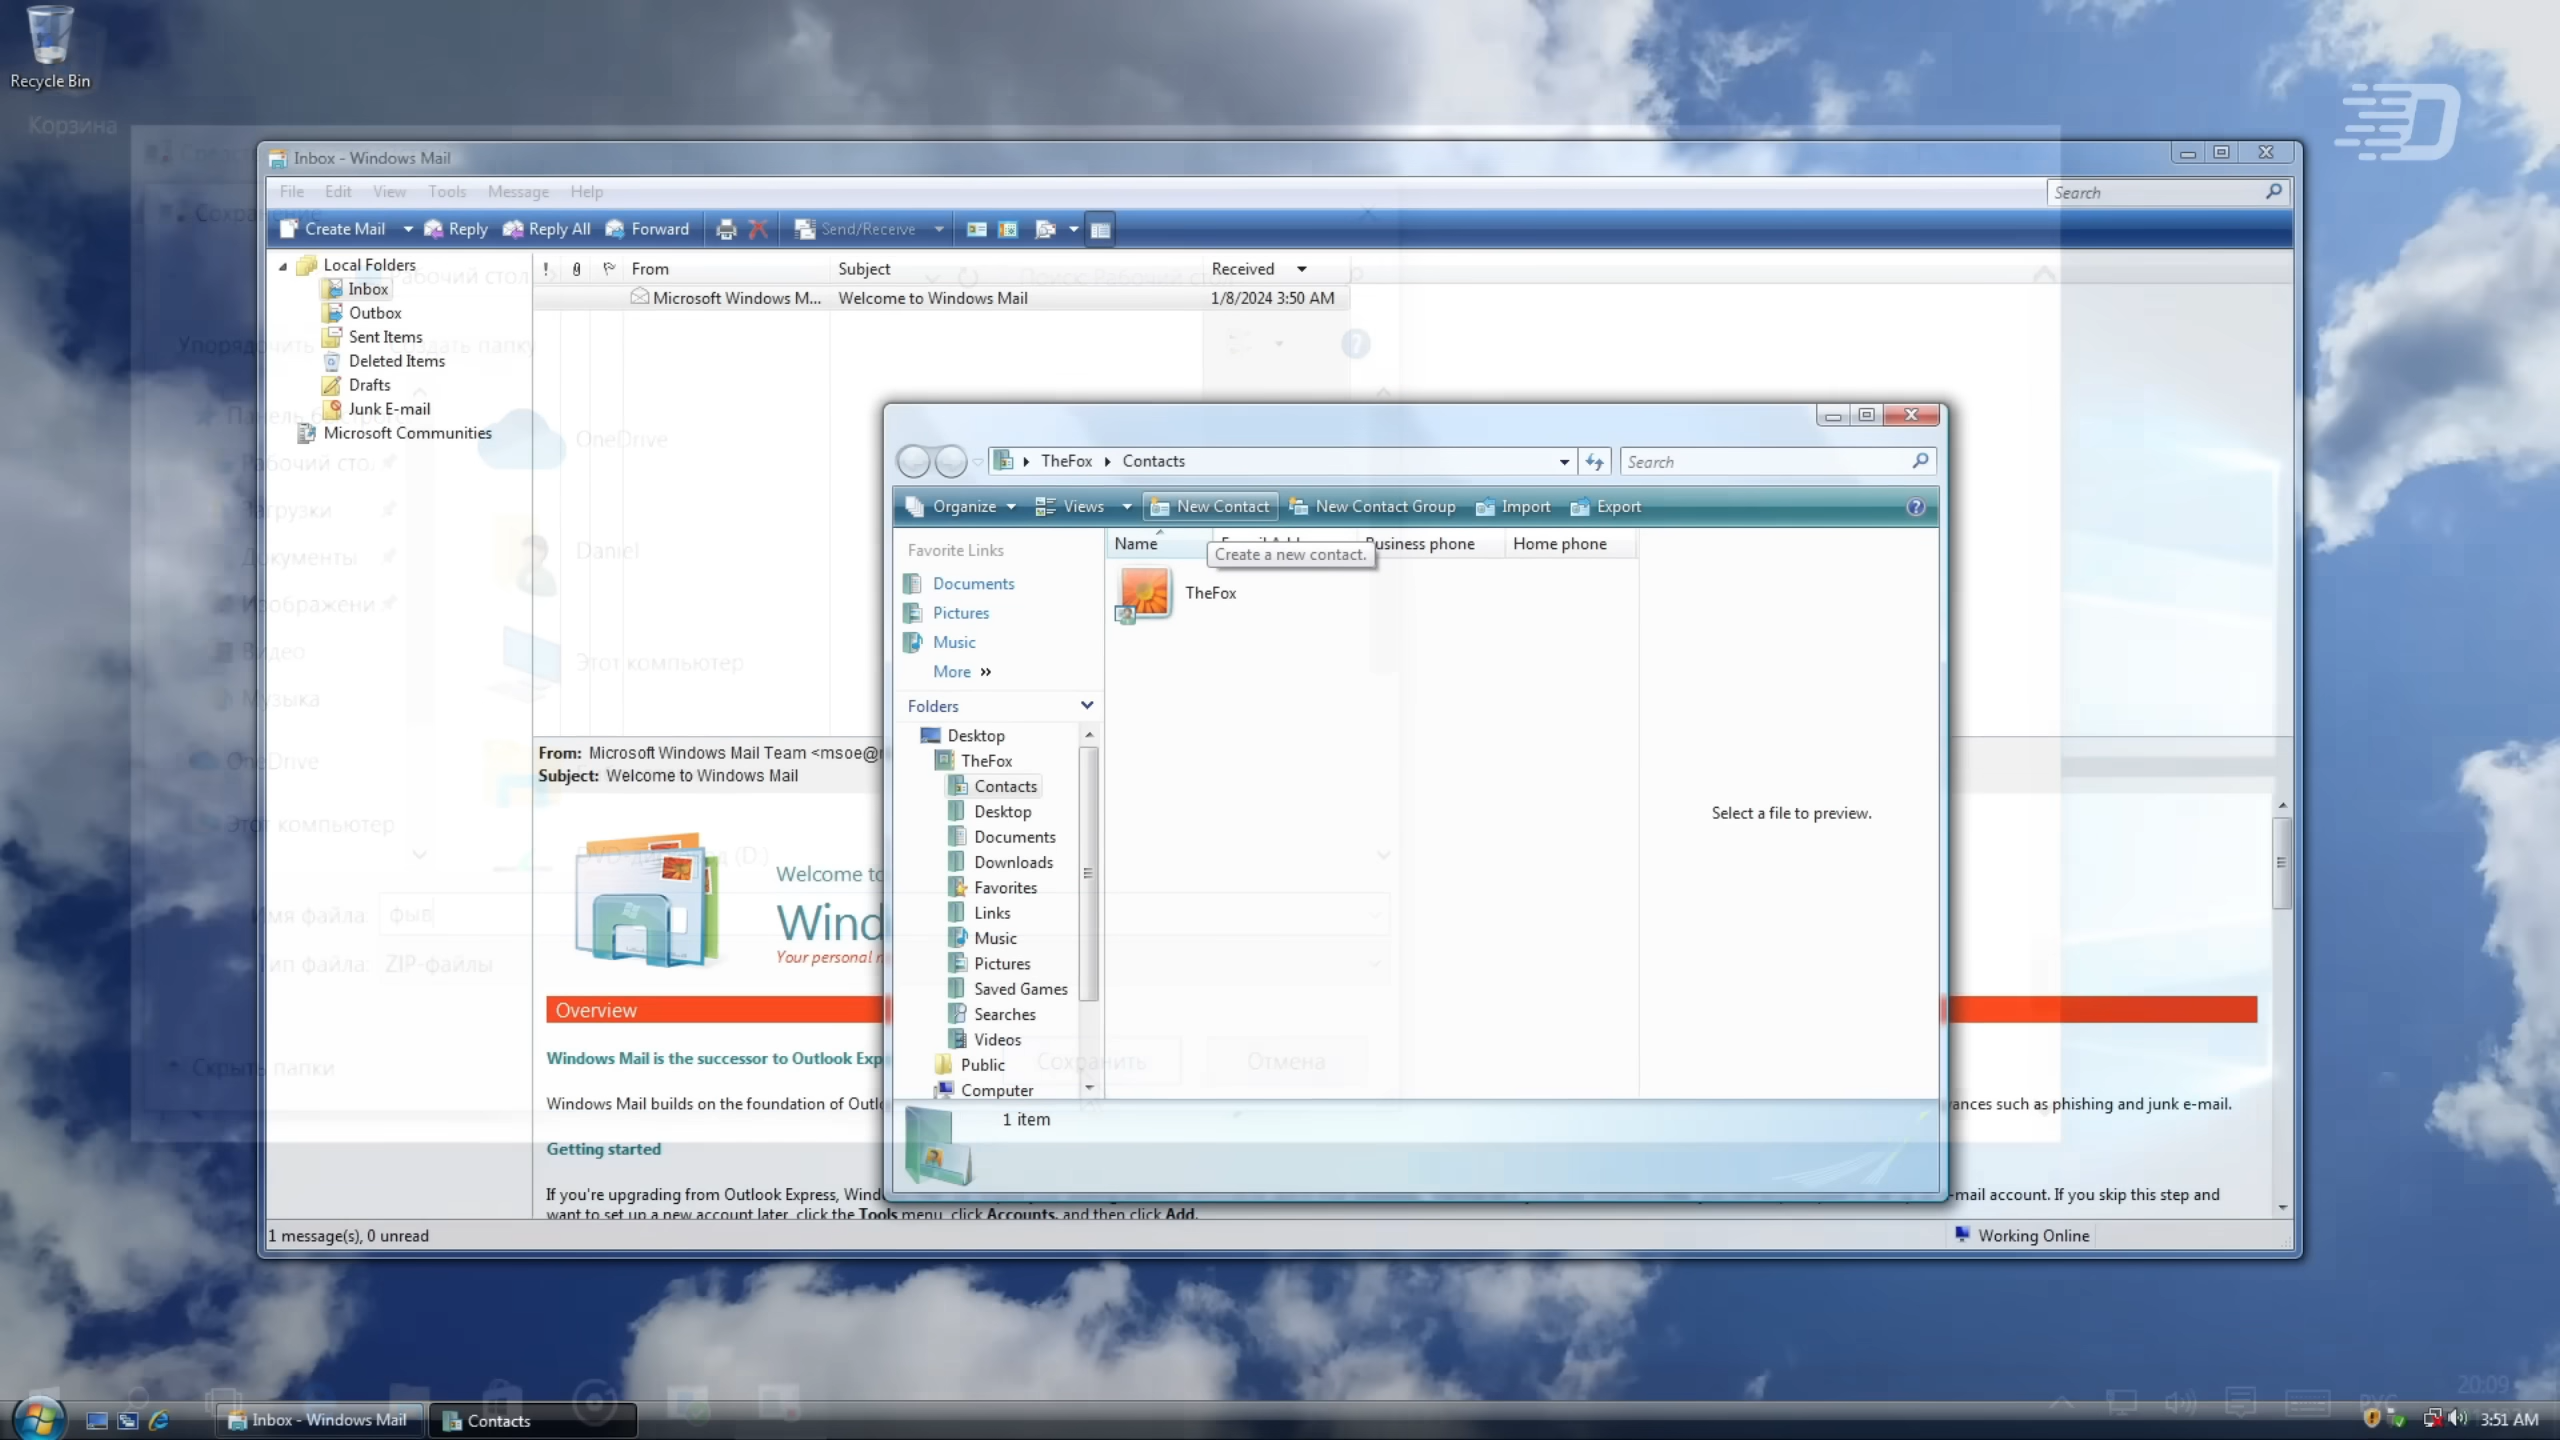 Recycle Bin
Корзина
Inbox - Windows Mail
File Edit View Tools Message Help
Search
Сохранение
Create Mail Reply Reply All Forward Send/Receive
Local Folders
Inbox
Outbox
Sent Items
Deleted Items
Drafts
Junk E-mail
Microsoft Communities
! From Subject Received
Microsoft Windows M... Welcome to Windows Mail 1/8/2024 3:50 AM
Рабочий стол
Поиск: Рабочий стол
Упорядочить
Создать папку
Рабочий сто
Загрузки
Документы
Изображени
Видео
Музыка
OneDrive
Этот компьютер
OneDrive
Daniel
Этот компьютер
From: Microsoft Windows Mail Team <msoe@
Subject: Welcome to Windows Mail
Welcome to
Wind
Your personal
Overview
Windows Mail is the successor to Outlook Exp
Windows Mail builds on the foundation of Outlo
ances such as phishing and junk e-mail.
Getting started
If you're upgrading from Outlook Express, Wind
-mail account. If you skip this step and
want to set up a new account later, click the Tools menu, click Accounts, and then click Add.
Имя файла: фыв
Тип файла: ZIP-файлы
Скрыть папки
Сохранить
Отмена
1 message(s), 0 unread
Working Online
TheFox Contacts
Search
Organize Views New Contact New Contact Group Import Export
Favorite Links
Documents
Pictures
Music
More »
Folders
Desktop
TheFox
Contacts
Desktop
Documents
Downloads
Favorites
Links
Music
Pictures
Saved Games
Searches
Videos
Public
Computer
Name Business phone Home phone
Create a new contact.
TheFox
Select a file to preview.
1 item
Inbox - Windows Mail
Contacts
20:09
РУС
3:51 AM